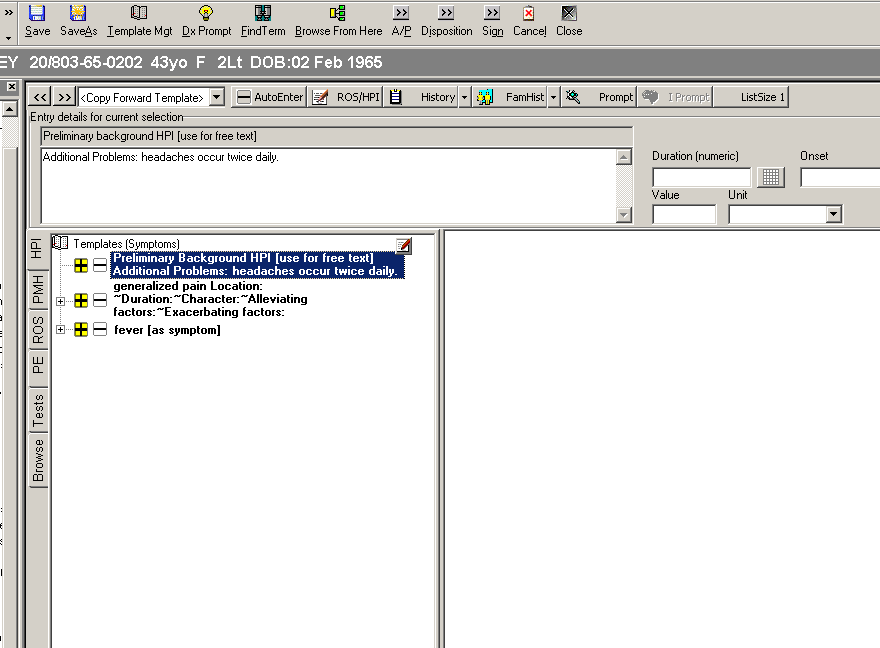 Save SaveAs Template Mgt Dx Prompt FindTerm Browse From Here A/P Disposition Sign Cancel Close
EY 20/803-65-0202 43yo F 2Lt DOB:02 Feb 1965
<< >> <Copy Forward Template> AutoEnter ROS/HPI History FamHist Prompt I Prompt ListSize 1
Entry details for current selection
Preliminary background HPI [use for free text]
Additional Problems: headaches occur twice daily.
Duration (numeric) Onset
Value Unit
HPI
PMH
ROS
PE
Tests
Browse
Templates (Symptoms)
Preliminary Background HPI [use for free text]
Additional Problems: headaches occur twice daily.
generalized pain Location:
~Duration:~Character:~Alleviating
factors:~Exacerbating factors:
fever [as symptom]